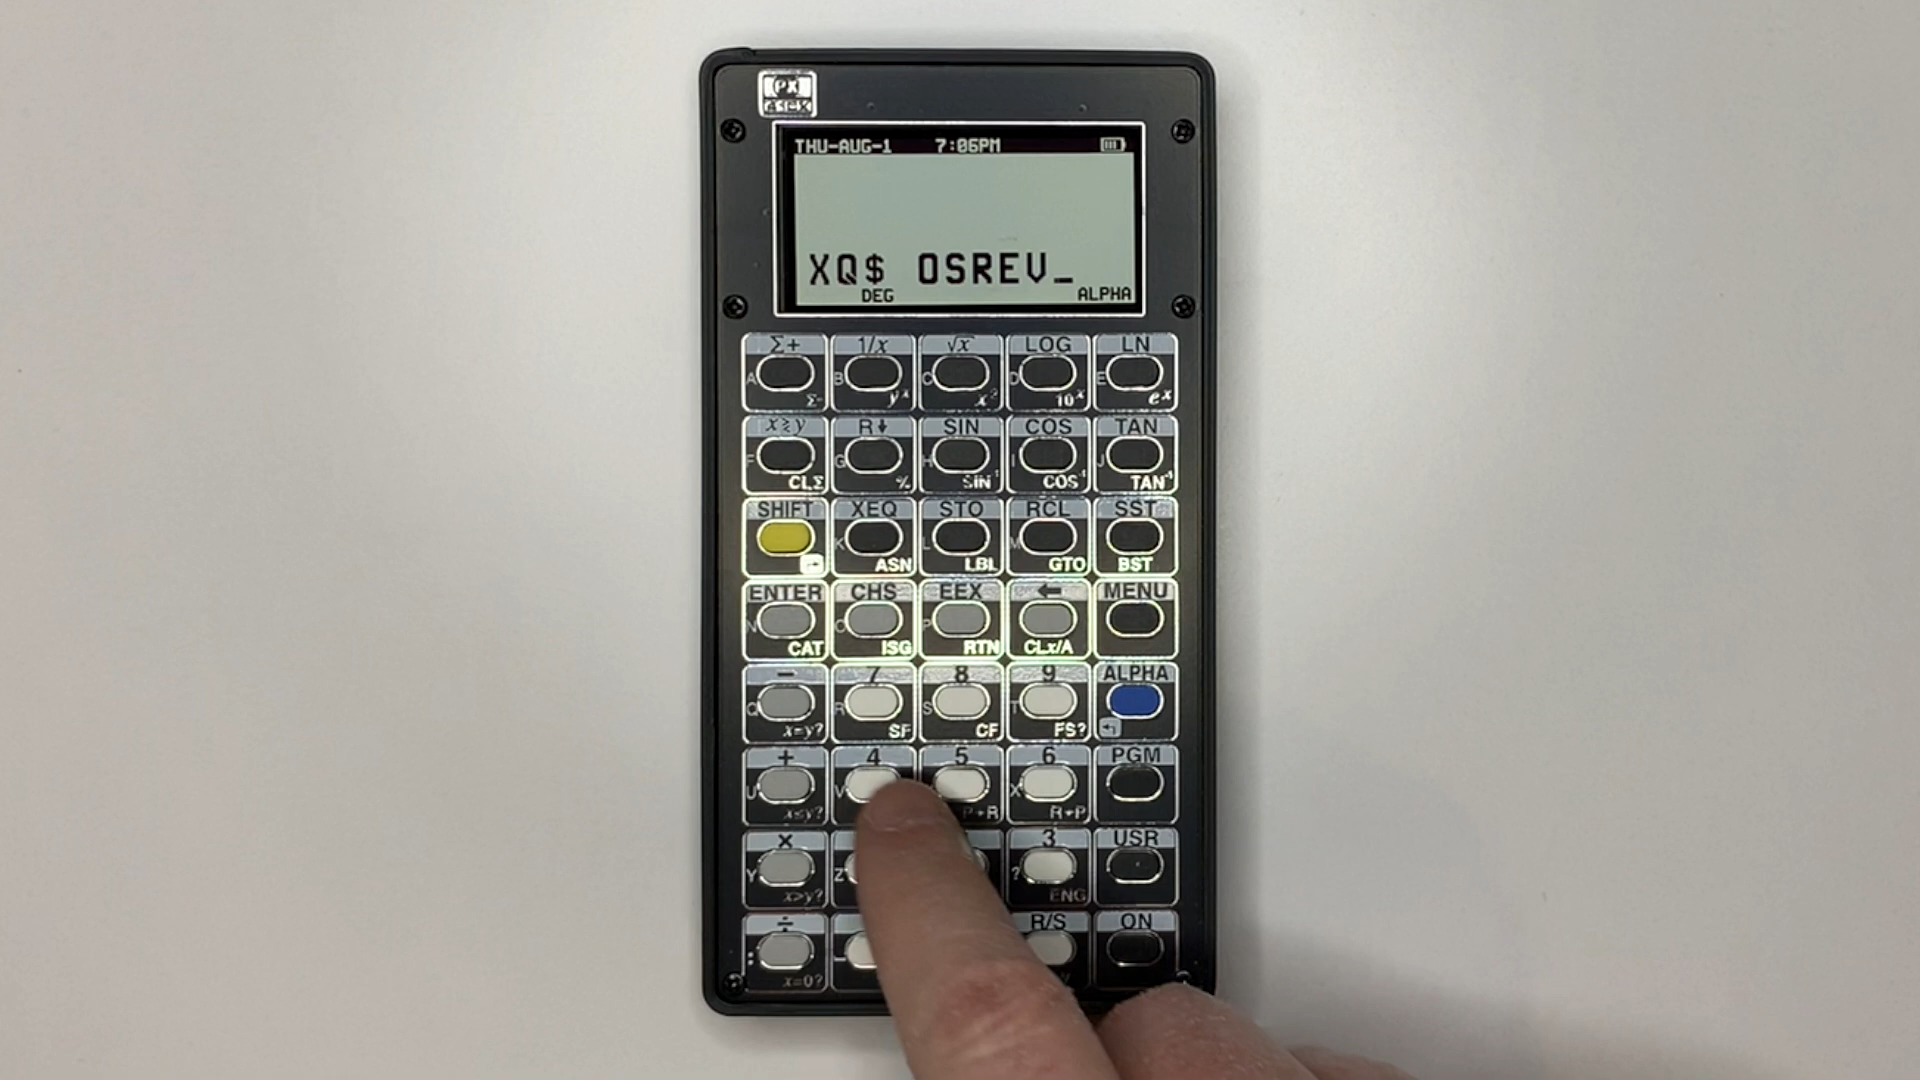 PX
41CX
THU-AUG-1 7:06PM
XQ$ OSREV_
DEG ALPHA
Σ+ 1/x √x LOG LN
A B C D E
Σ- yˣ x² 10ˣ eˣ
x≷y R↓ SIN COS TAN
F G H I J
CLΣ % SIN⁻¹ COS⁻¹ TAN⁻¹
SHIFT XEQ STO RCL SST
K L M
ASN LBL GTO BST
ENTER CHS EEX ← MENU
N O P
CAT ISG RTN CLx/A
− 7 8 9 ALPHA
Q R S T
x=y? SF CF FS?
+ 4 5 6 PGM
U V X
x≤y? P→R R→P
× 3 USR
Y Z ?
x>y? ENG
÷ R/S ON
:
x=0?